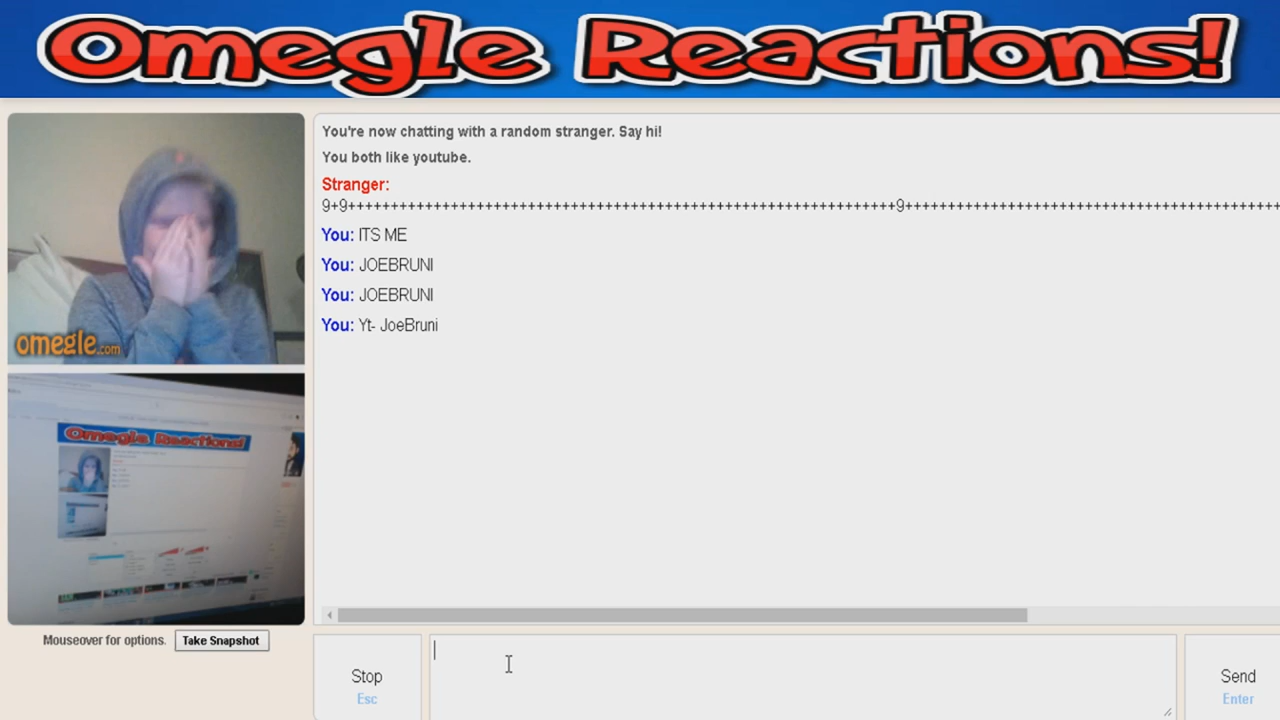 Omegle Reactions!
You're now chatting with a random stranger. Say hi!
You both like youtube.
Stranger:
9+9++++++++++++++++++++++++++++++++++++++++++++++++++++++++++++++++++9++++++++++++++++++++++++++++++++++++++++++++++
You: ITS ME
You: JOEBRUNI
You: JOEBRUNI
You: Yt- JoeBruni
omegle.com
Omegle Reactions!
Mouseover for options.
Take Snapshot
Stop
Esc
Send
Enter